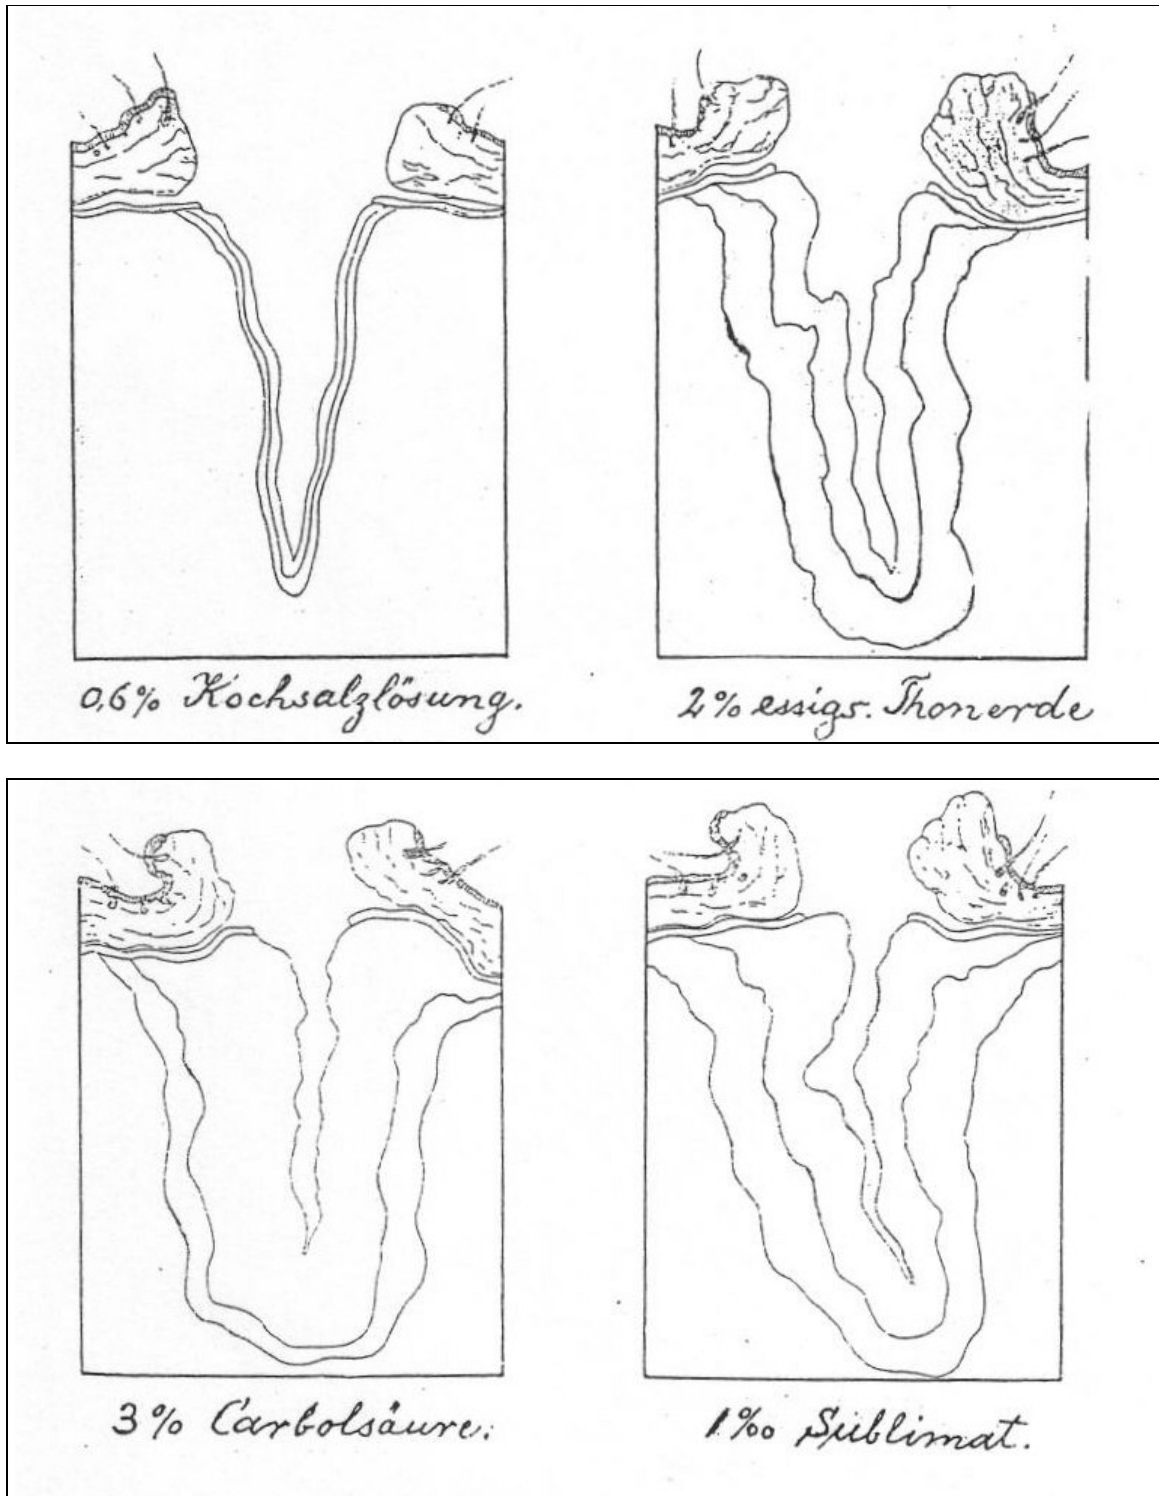 0,6% Kochsalzlösung.
2% essigs. Thonerde
3% Carbolsäure.
1‰ Sublimat.